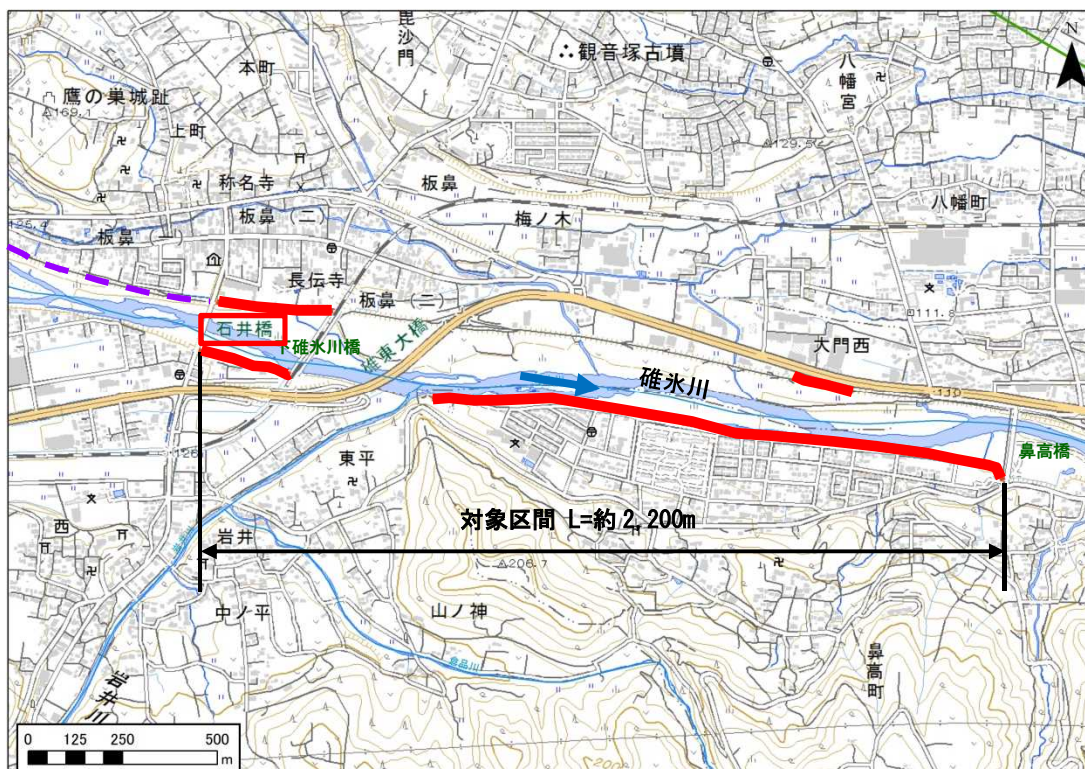 毘沙門
本町
観音塚古墳
八幡宮
N
鷹の巣城趾
169.1
上町
129.5
称名寺
板鼻
八幡町
板鼻(二)
梅ノ木
板鼻(一)
長伝寺
板鼻(二)
111.8
石井橋
下碓氷川橋
碓東大橋
大門西
碓氷川
鼻高橋
東平
対象区間 L=約2,200m
西
岩井
206.7
中ノ平
山ノ神
鼻高町
岩井川
0 125 250 500
m
200